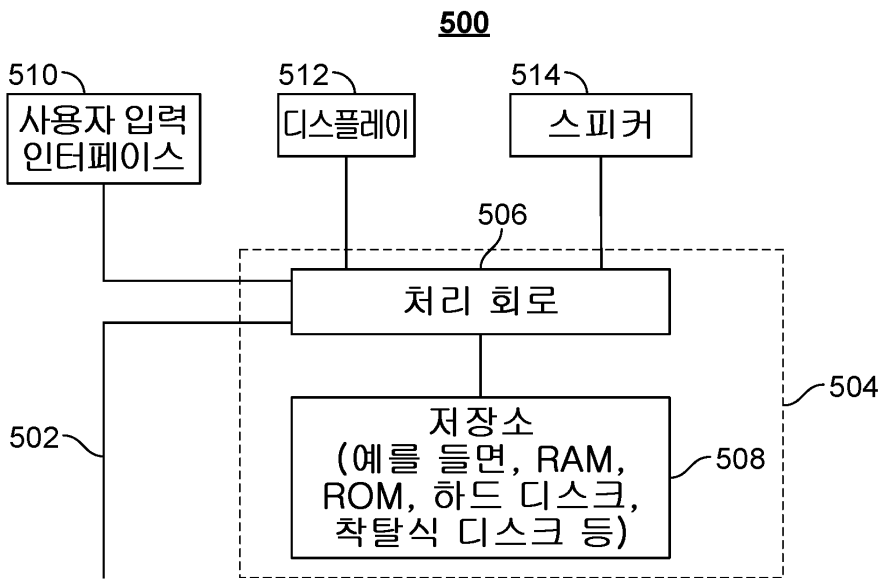 500
510
512
514
사용자 입력
인터페이스
디스플레이
스피커
506
처리 회로
504
502
저장소
(예를 들면, RAM,
ROM, 하드 디스크,
착탈식 디스크 등)
508